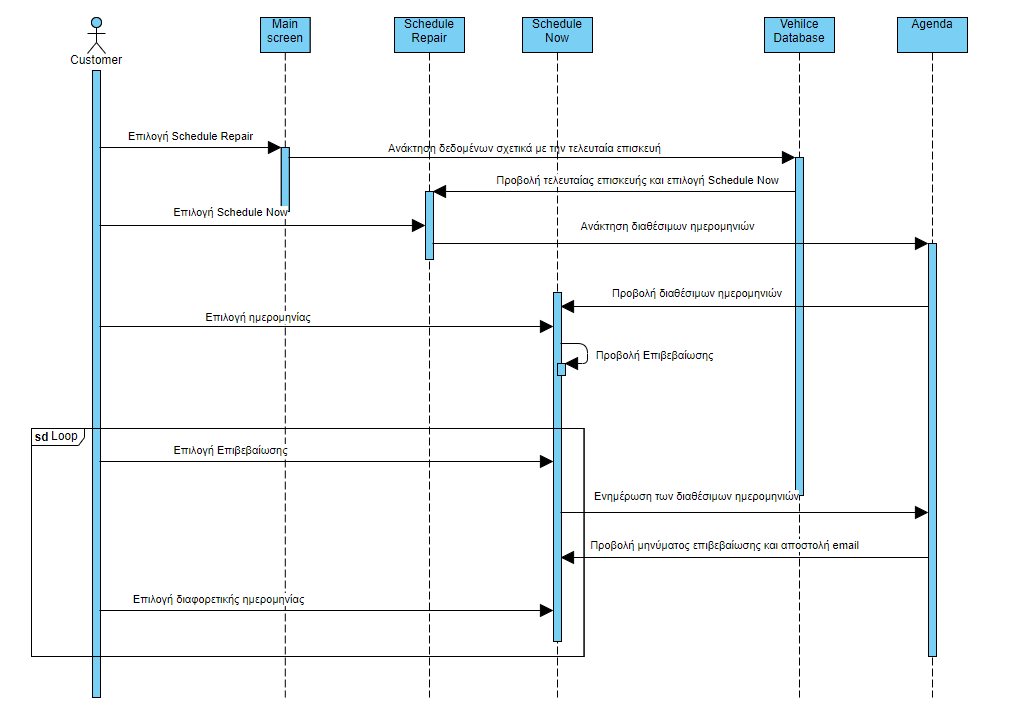 Customer
Main
screen
Schedule
Repair
Schedule
Now
Vehilce
Database
Agenda
Επιλογή Schedule Repair
Ανάκτηση δεδομένων σχετικά με την τελευταία επισκευή
Προβολή τελευταίας επισκευής και επιλογή Schedule Now
Επιλογή Schedule Now
Ανάκτηση διαθέσιμων ημερομηνιών
Προβολή διαθέσιμων ημερομηνιών
Επιλογή ημερομηνίας
Προβολή Επιβεβαίωσης
sd Loop
Επιλογή Επιβεβαίωσης
Ενημέρωση των διαθέσιμων ημερομηνιών
Προβολή μηνύματος επιβεβαίωσης και αποστολή email
Επιλογή διαφορετικής ημερομηνίας